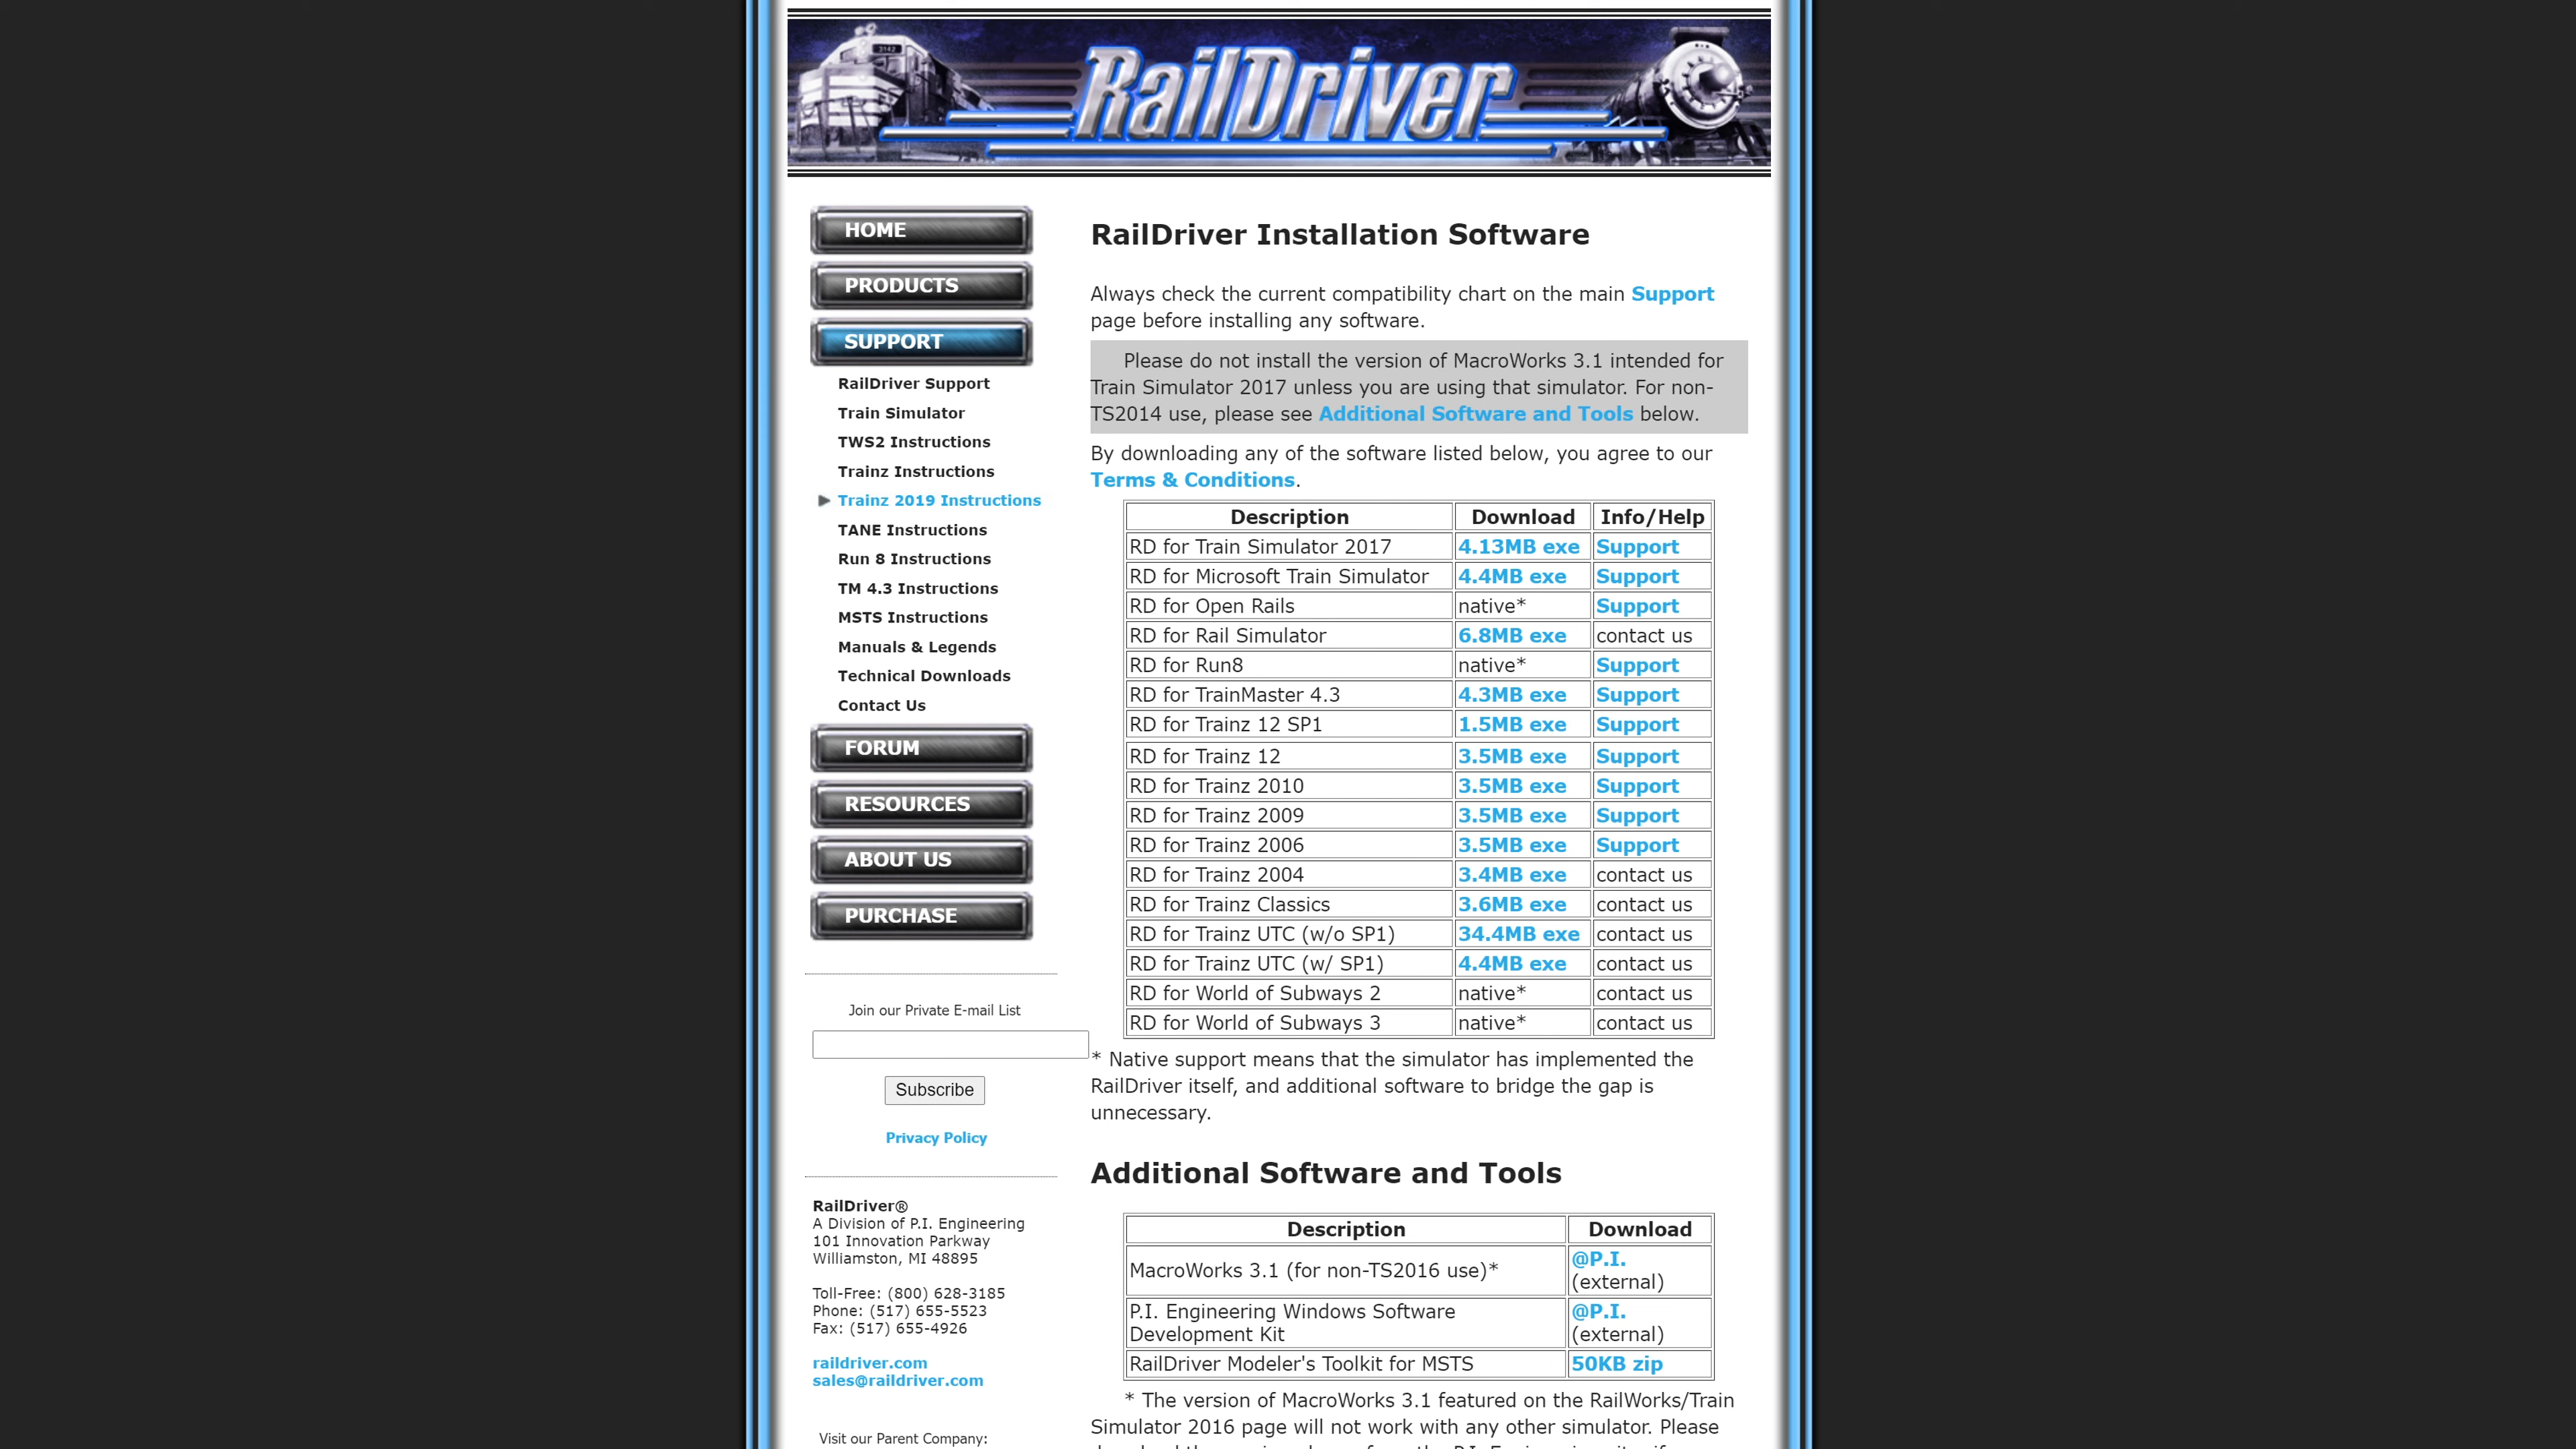 3142
RailDriver
HOME
PRODUCTS
SUPPORT
RailDriver Support
Train Simulator
TWS2 Instructions
Trainz Instructions
Trainz 2019 Instructions
TANE Instructions
Run 8 Instructions
TM 4.3 Instructions
MSTS Instructions
Manuals & Legends
Technical Downloads
Contact Us
FORUM
RESOURCES
ABOUT US
PURCHASE
Join our Private E-mail List
Subscribe
Privacy Policy
RailDriver®
A Division of P.I. Engineering
101 Innovation Parkway
Williamston, MI 48895
Toll-Free: (800) 628-3185
Phone: (517) 655-5523
Fax: (517) 655-4926
raildriver.com
sales@raildriver.com
Visit our Parent Company:
RailDriver Installation Software
Always check the current compatibility chart on the main Support
page before installing any software.
Please do not install the version of MacroWorks 3.1 intended for
Train Simulator 2017 unless you are using that simulator. For non-
TS2014 use, please see Additional Software and Tools below.
By downloading any of the software listed below, you agree to our
Terms & Conditions.
Description Download Info/Help
RD for Train Simulator 2017 4.13MB exe Support
RD for Microsoft Train Simulator 4.4MB exe Support
RD for Open Rails native* Support
RD for Rail Simulator 6.8MB exe contact us
RD for Run8 native* Support
RD for TrainMaster 4.3 4.3MB exe Support
RD for Trainz 12 SP1 1.5MB exe Support
RD for Trainz 12 3.5MB exe Support
RD for Trainz 2010 3.5MB exe Support
RD for Trainz 2009 3.5MB exe Support
RD for Trainz 2006 3.5MB exe Support
RD for Trainz 2004 3.4MB exe contact us
RD for Trainz Classics 3.6MB exe contact us
RD for Trainz UTC (w/o SP1) 34.4MB exe contact us
RD for Trainz UTC (w/ SP1) 4.4MB exe contact us
RD for World of Subways 2 native* contact us
RD for World of Subways 3 native* contact us
* Native support means that the simulator has implemented the
RailDriver itself, and additional software to bridge the gap is
unnecessary.
Additional Software and Tools
Description Download
MacroWorks 3.1 (for non-TS2016 use)* @P.I. (external)
P.I. Engineering Windows Software
Development Kit @P.I. (external)
RailDriver Modeler's Toolkit for MSTS 50KB zip
* The version of MacroWorks 3.1 featured on the RailWorks/Train
Simulator 2016 page will not work with any other simulator. Please